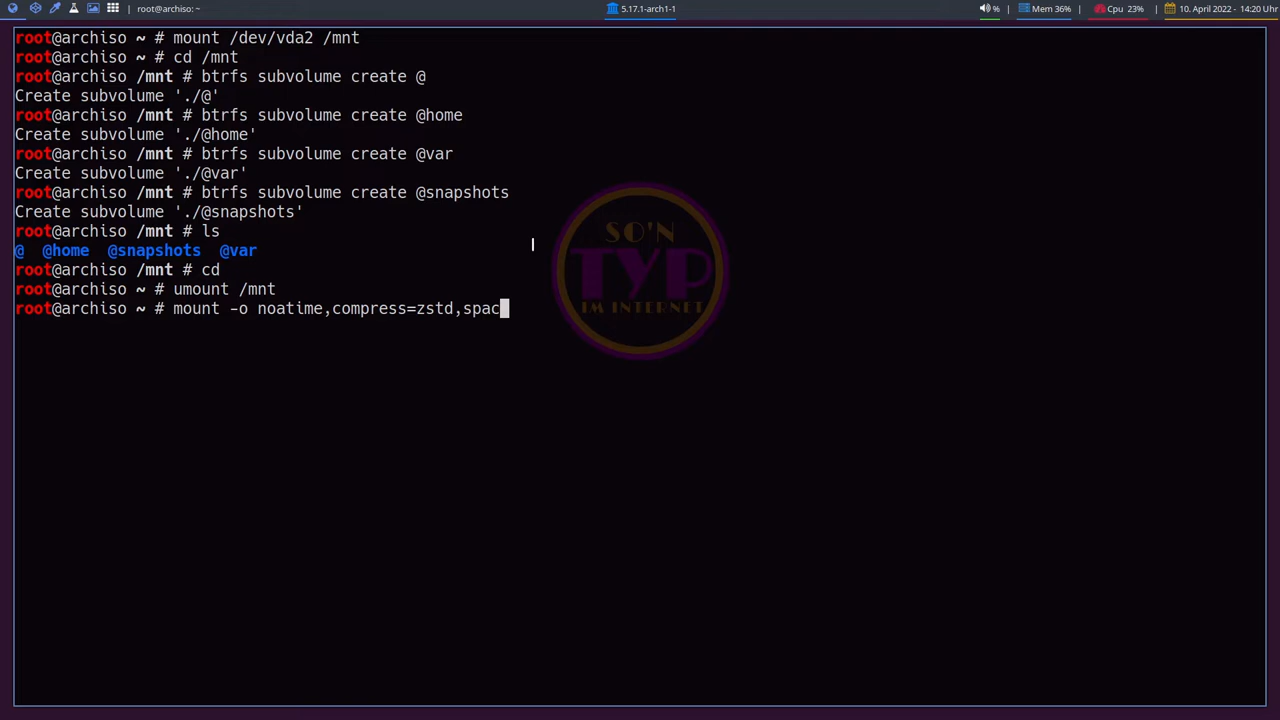 root@archiso: ~
5.17.1-arch1-1
% | Mem 36% | Cpu 23% | 10. April 2022 - 14:20 Uhr
root@archiso ~ # mount /dev/vda2 /mnt
root@archiso ~ # cd /mnt
root@archiso /mnt # btrfs subvolume create @
Create subvolume './@'
root@archiso /mnt # btrfs subvolume create @home
Create subvolume './@home'
root@archiso /mnt # btrfs subvolume create @var
Create subvolume './@var'
root@archiso /mnt # btrfs subvolume create @snapshots
Create subvolume './@snapshots'
root@archiso /mnt # ls
@ @home @snapshots @var
root@archiso /mnt # cd
root@archiso ~ # umount /mnt
root@archiso ~ # mount -o noatime,compress=zstd,spac
SO'N
TYP
IM INTERNET